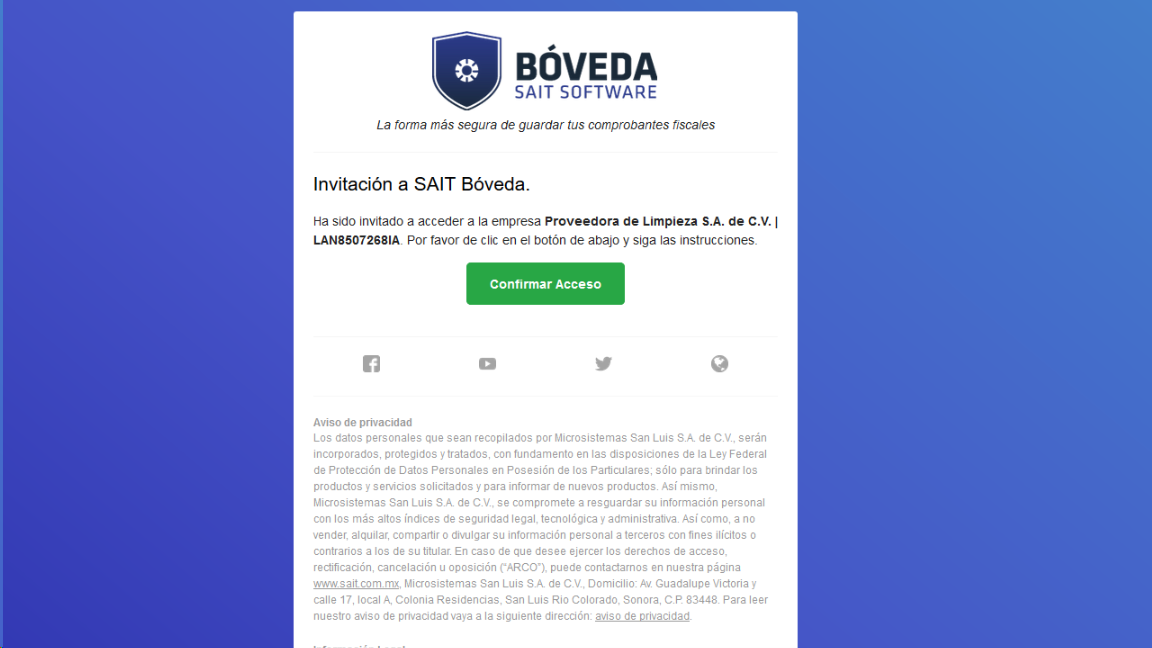 BÓVEDA
SAIT SOFTWARE
La forma más segura de guardar tus comprobantes fiscales
Invitación a SAIT Bóveda.
Ha sido invitado a acceder a la empresa Proveedora de Limpieza S.A. de C.V. |
LAN8507268IA. Por favor de clic en el botón de abajo y siga las instrucciones.
Confirmar Acceso
Aviso de privacidad
Los datos personales que sean recopilados por Microsistemas San Luis S.A. de C.V., serán
incorporados, protegidos y tratados, con fundamento en las disposiciones de la Ley Federal
de Protección de Datos Personales en Posesión de los Particulares; sólo para brindar los
productos y servicios solicitados y para informar de nuevos productos. Así mismo,
Microsistemas San Luis S.A. de C.V., se compromete a resguardar su información personal
con los más altos índices de seguridad legal, tecnológica y administrativa. Así como, a no
vender, alquilar, compartir o divulgar su información personal a terceros con fines ilícitos o
contrarios a los de su titular. En caso de que desee ejercer los derechos de acceso,
rectificación, cancelación u oposición (“ARCO”), puede contactarnos en nuestra página
www.sait.com.mx, Microsistemas San Luis S.A. de C.V., Domicilio: Av. Guadalupe Victoria y
calle 17, local A, Colonia Residencias, San Luis Rio Colorado, Sonora, C.P. 83448. Para leer
nuestro aviso de privacidad vaya a la siguiente dirección: aviso de privacidad.